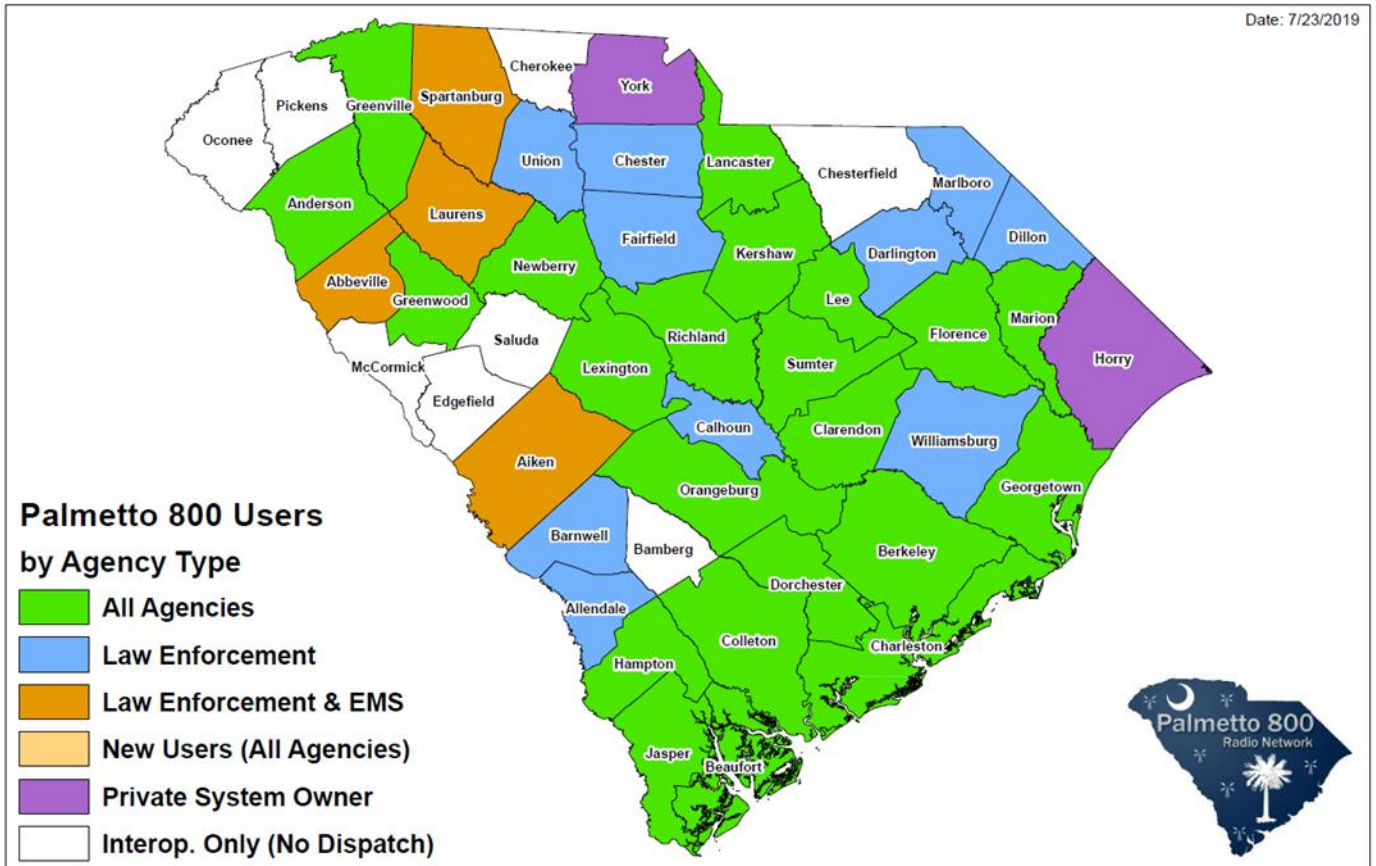 Date: 7/23/2019
Cherokee
York
Spartanburg
Pickens
Greenville
Oconee
Union
Chester
Lancaster
Chesterfield
Marlboro
Anderson
Laurens
Fairfield
Kershaw
Darlington
Dillon
Newberry
Abbeville
Greenwood
Lee
Marion
Florence
Richland
Saluda
Horry
McCormick
Lexington
Sumter
Edgefield
Calhoun
Clarendon
Williamsburg
Aiken
Orangeburg
Georgetown
Barnwell
Bamberg
Berkeley
Dorchester
Allendale
Colleton
Charleston
Hampton
Jasper
Beaufort
Palmetto 800 Users
by Agency Type
All Agencies
Law Enforcement
Law Enforcement & EMS
New Users (All Agencies)
Private System Owner
Interop. Only (No Dispatch)
Palmetto 800
Radio Network